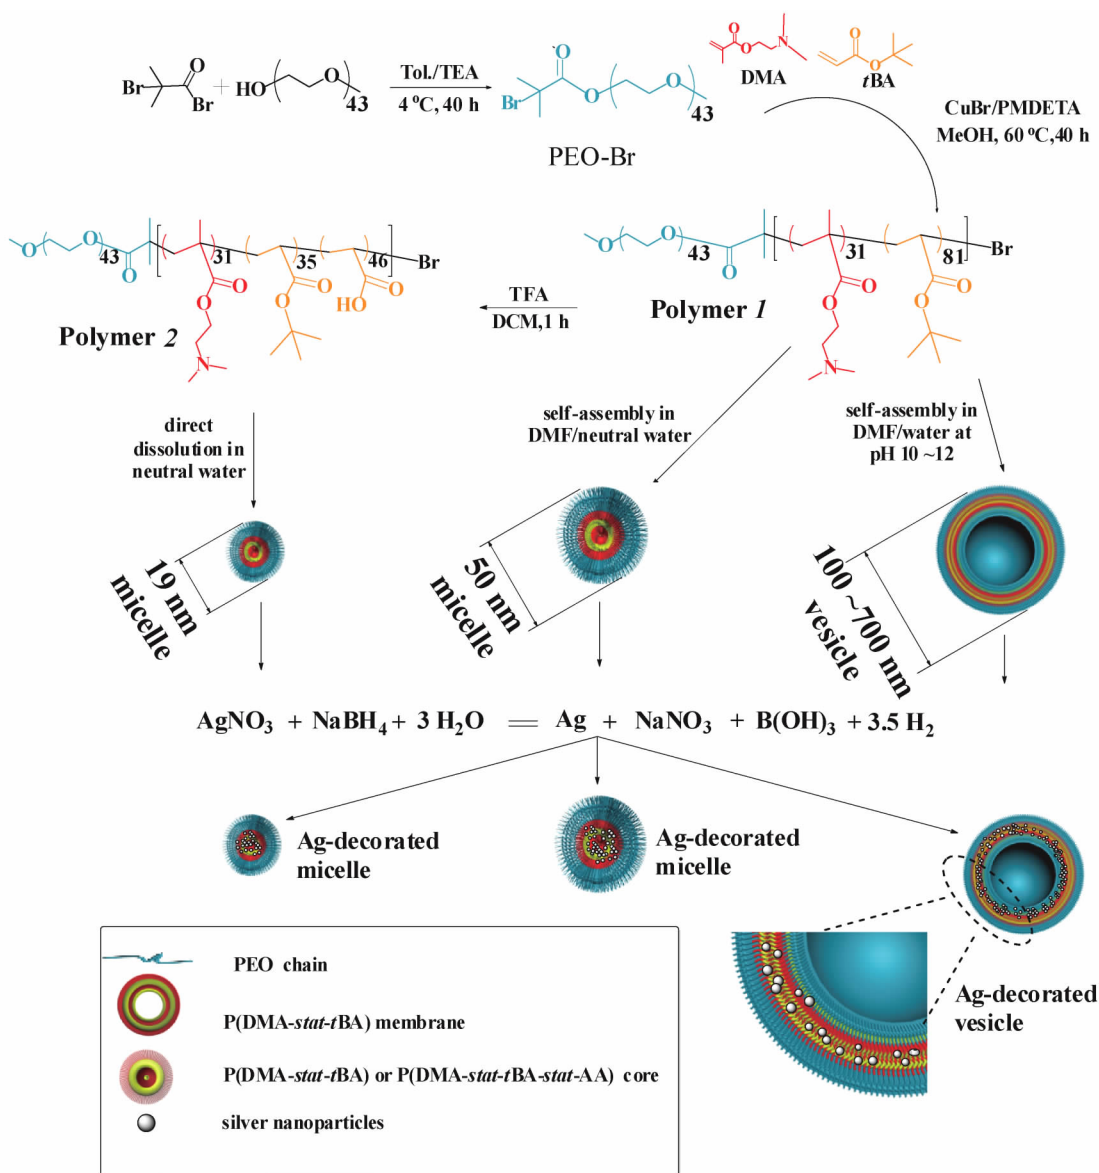 O
Br
+
Br
HO
O
43
Tol./TEA
4 °C, 40 h
O
Br
O
O
43
PEO-Br
O
O
N
DMA
O
O
tBA
CuBr/PMDETA
MeOH, 60 °C,40 h
O
O
43
O
31
35
46
Br
O
O
O
O
HO
O
N
Polymer 2
TFA
DCM,1 h
O
O
43
O
31
81
Br
O
O
O
O
N
Polymer 1
direct
dissolution in
neutral water
self-assembly in
DMF/neutral water
self-assembly in
DMF/water at
pH 10 ~12
19 nm
micelle
50 nm
micelle
100 ~700 nm
vesicle
AgNO3 + NaBH4 + 3 H2O = Ag + NaNO3 + B(OH)3 + 3.5 H2
Ag-decorated
micelle
Ag-decorated
micelle
Ag-decorated
vesicle
PEO chain
P(DMA-stat-tBA) membrane
P(DMA-stat-tBA) or P(DMA-stat-tBA-stat-AA) core
silver nanoparticles